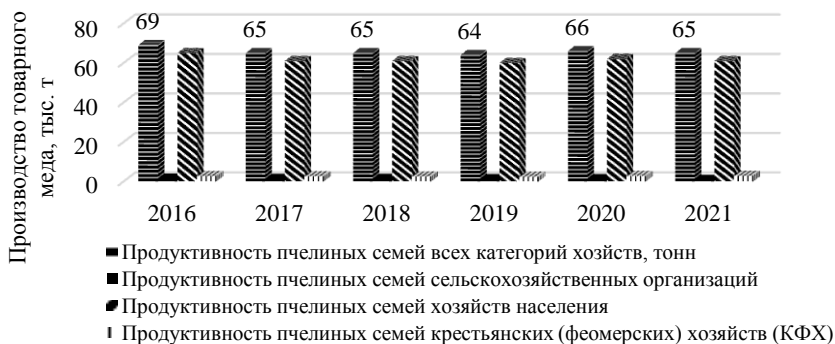 Производство товарного
меда, тыс. т
80
60
40
20
0
69
65
65
64
66
65
2016
2017
2018
2019
2020
2021
Продуктивность пчелиных семей всех категорий хозйств, тонн
Продуктивность пчелиных семей сельскохозяйственных организаций
Продуктивность пчелиных семей хозяйств населения
Продуктивность пчелиных семей крестьянских (феомерских) хозяйств (КФХ)